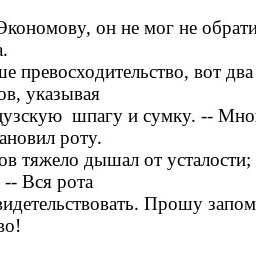 Экономову, он не мог не обрати
а.
ше превосходительство, вот два
ов, указывая
цузскую шпагу и сумку. -- Мно
ановил роту.
ов тяжело дышал от усталости;
-- Вся рота
видетельствовать. Прошу запом
во!